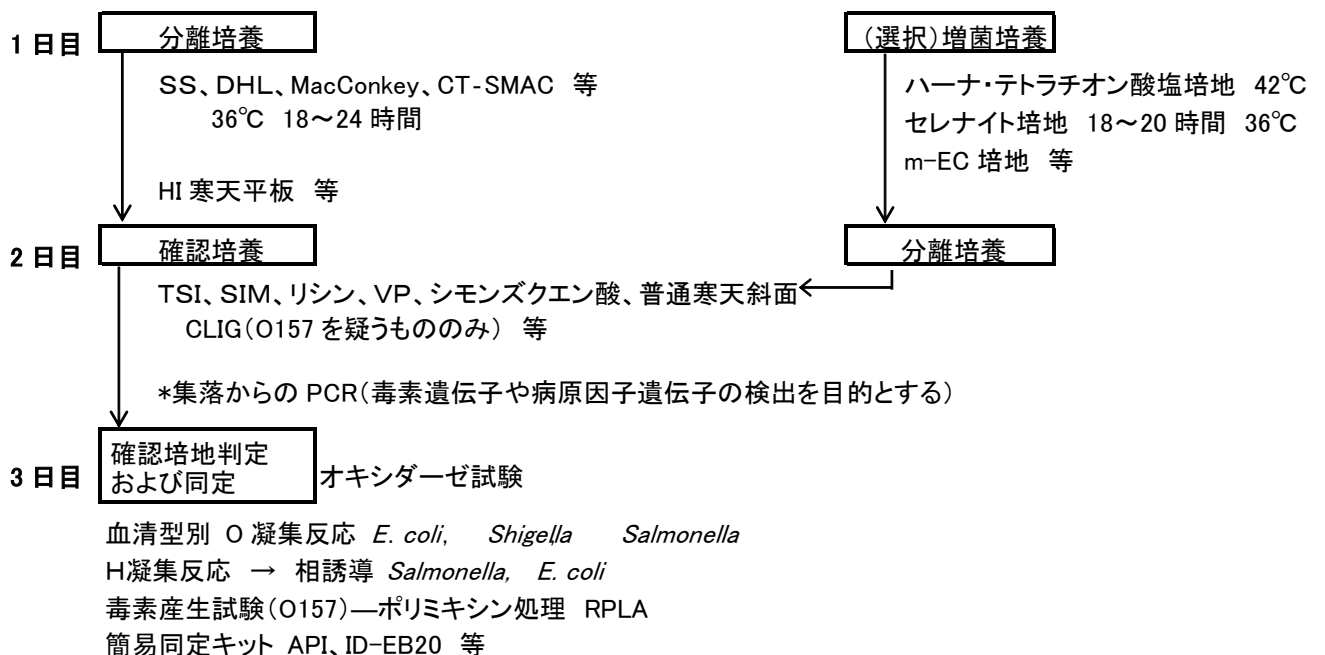 1日目 分離培養 (選択)増菌培養
SS、DHL、MacConkey、CT-SMAC 等
36℃ 18～24 時間
HI 寒天平板 等
ハーナ・テトラチオン酸塩培地 42℃
セレナイト培地 18～20 時間 36℃
m-EC 培地 等
2日目 確認培養 分離培養
TSI、SIM、リシン、VP、シモンズクエン酸、普通寒天斜面
CLIG(O157 を疑うもののみ) 等
*集落からの PCR(毒素遺伝子や病原因子遺伝子の検出を目的とする)
確認培地判定
3日目 および同定 オキシダーゼ試験
血清型別 O 凝集反応 E. coli, Shigella Salmonella
H凝集反応 → 相誘導 Salmonella, E. coli
毒素産生試験(O157)―ポリミキシン処理 RPLA
簡易同定キット API、ID-EB20 等